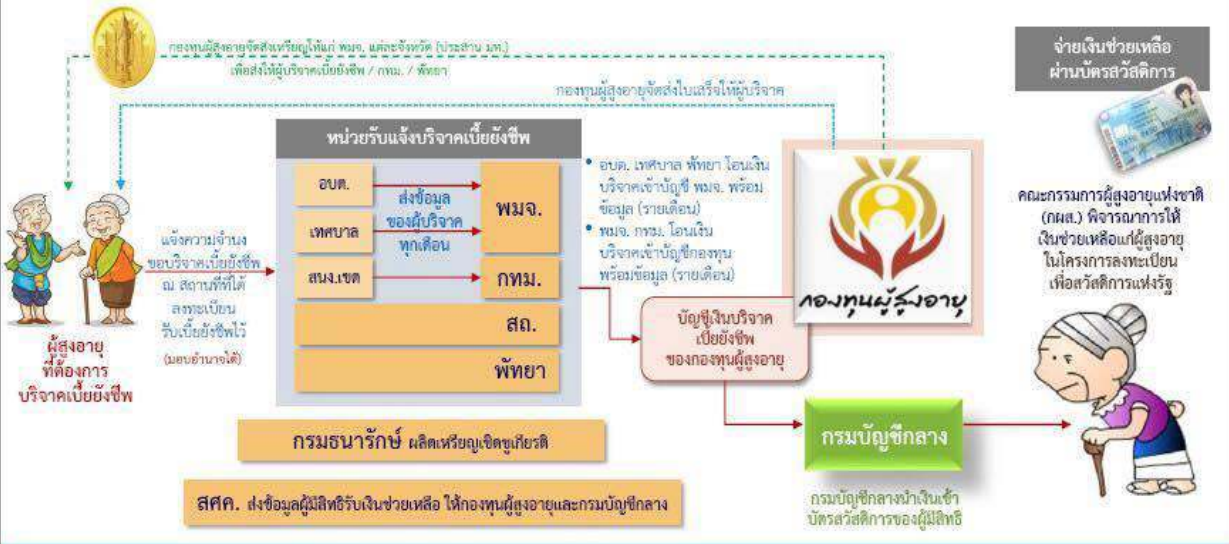 กองทุนผู้สูงอายุจัดส่งเหรียญให้แก่ พมจ. แต่ละจังหวัด (ประสาน มท.)
เพื่อส่งให้ผู้บริจาคเบี้ยยังชีพ / กทม. / พัทยา
กองทุนผู้สูงอายุจัดส่งใบเสร็จให้ผู้บริจาค
จ่ายเงินช่วยเหลือ
ผ่านบัตรสวัสดิการ
หน่วยรับแจ้งบริจาคเบี้ยยังชีพ
อบต.
เทศบาล
สนง.เขต
ส่งข้อมูล
ของผู้บริจาค
ทุกเดือน
พมจ.
กทม.
สถ.
พัทยา
• อบต. เทศบาล พัทยา โอนเงิน
บริจาคเข้าบัญชี พมจ. พร้อม
ข้อมูล (รายเดือน)
• พมจ. กทม. โอนเงิน
บริจาคเข้าบัญชีกองทุน
พร้อมข้อมูล (รายเดือน)
กองทุนผู้สูงอายุ
คณะกรรมการผู้สูงอายุแห่งชาติ
(กผส.) พิจารณาการให้
เงินช่วยเหลือแก่ผู้สูงอายุ
ในโครงการลงทะเบียน
เพื่อสวัสดิการแห่งรัฐ
แจ้งความจำนง
ขอบริจาคเบี้ยยังชีพ
ณ สถานที่ที่ได้
ลงทะเบียน
รับเบี้ยยังชีพไว้
(มอบอำนาจได้)
ผู้สูงอายุ
ที่ต้องการ
บริจาคเบี้ยยังชีพ
บัญชีเงินบริจาค
เบี้ยยังชีพ
ของกองทุนผู้สูงอายุ
กรมธนารักษ์ ผลิตเหรียญเชิดชูเกียรติ
กรมบัญชีกลาง
สศค. ส่งข้อมูลผู้มีสิทธิรับเงินช่วยเหลือ ให้กองทุนผู้สูงอายุและกรมบัญชีกลาง
กรมบัญชีกลางนำเงินเข้า
บัตรสวัสดิการของผู้มีสิทธิ